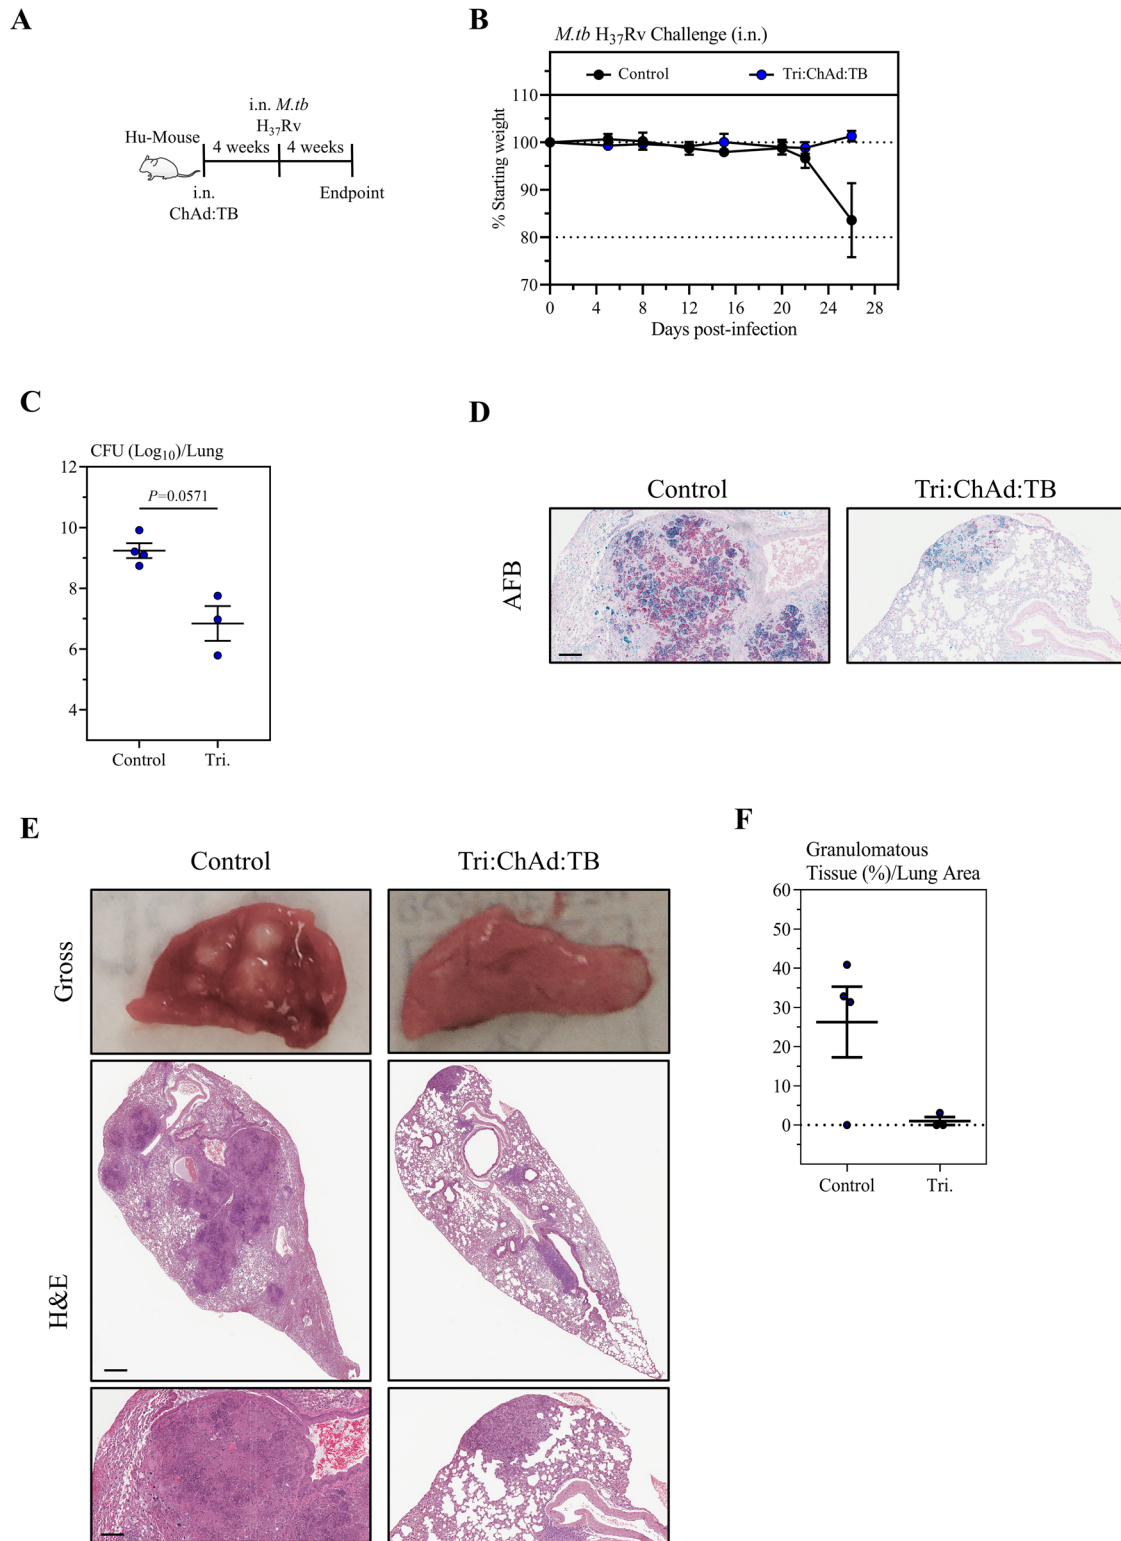 A
i.n. M.tb
H37Rv
Hu-Mouse
4 weeks
4 weeks
i.n.
ChAd:TB
Endpoint
B
M.tb H37Rv Challenge (i.n.)
Control
Tri:ChAd:TB
110
100
90
80
70
% Starting weight
0
4
8
12
16
20
24
28
Days post-infection
C
CFU (Log10)/Lung
12
10
8
6
4
P=0.0571
Control
Tri.
D
Control
Tri:ChAd:TB
AFB
E
Control
Tri:ChAd:TB
Gross
H&E
F
Granulomatous
Tissue (%)/Lung Area
60
50
40
30
20
10
0
Control
Tri.